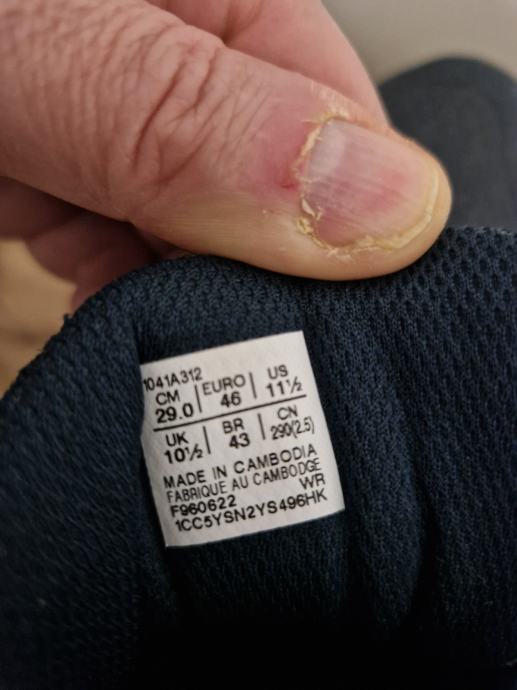 1041A312
CM EURO US
29.0 46 11½
UK BR CN
10½ 43 290(2.5)
MADE IN CAMBODIA
FABRIQUE AU CAMBODGE
F960622 WR
1CC5YSN2YS496HK